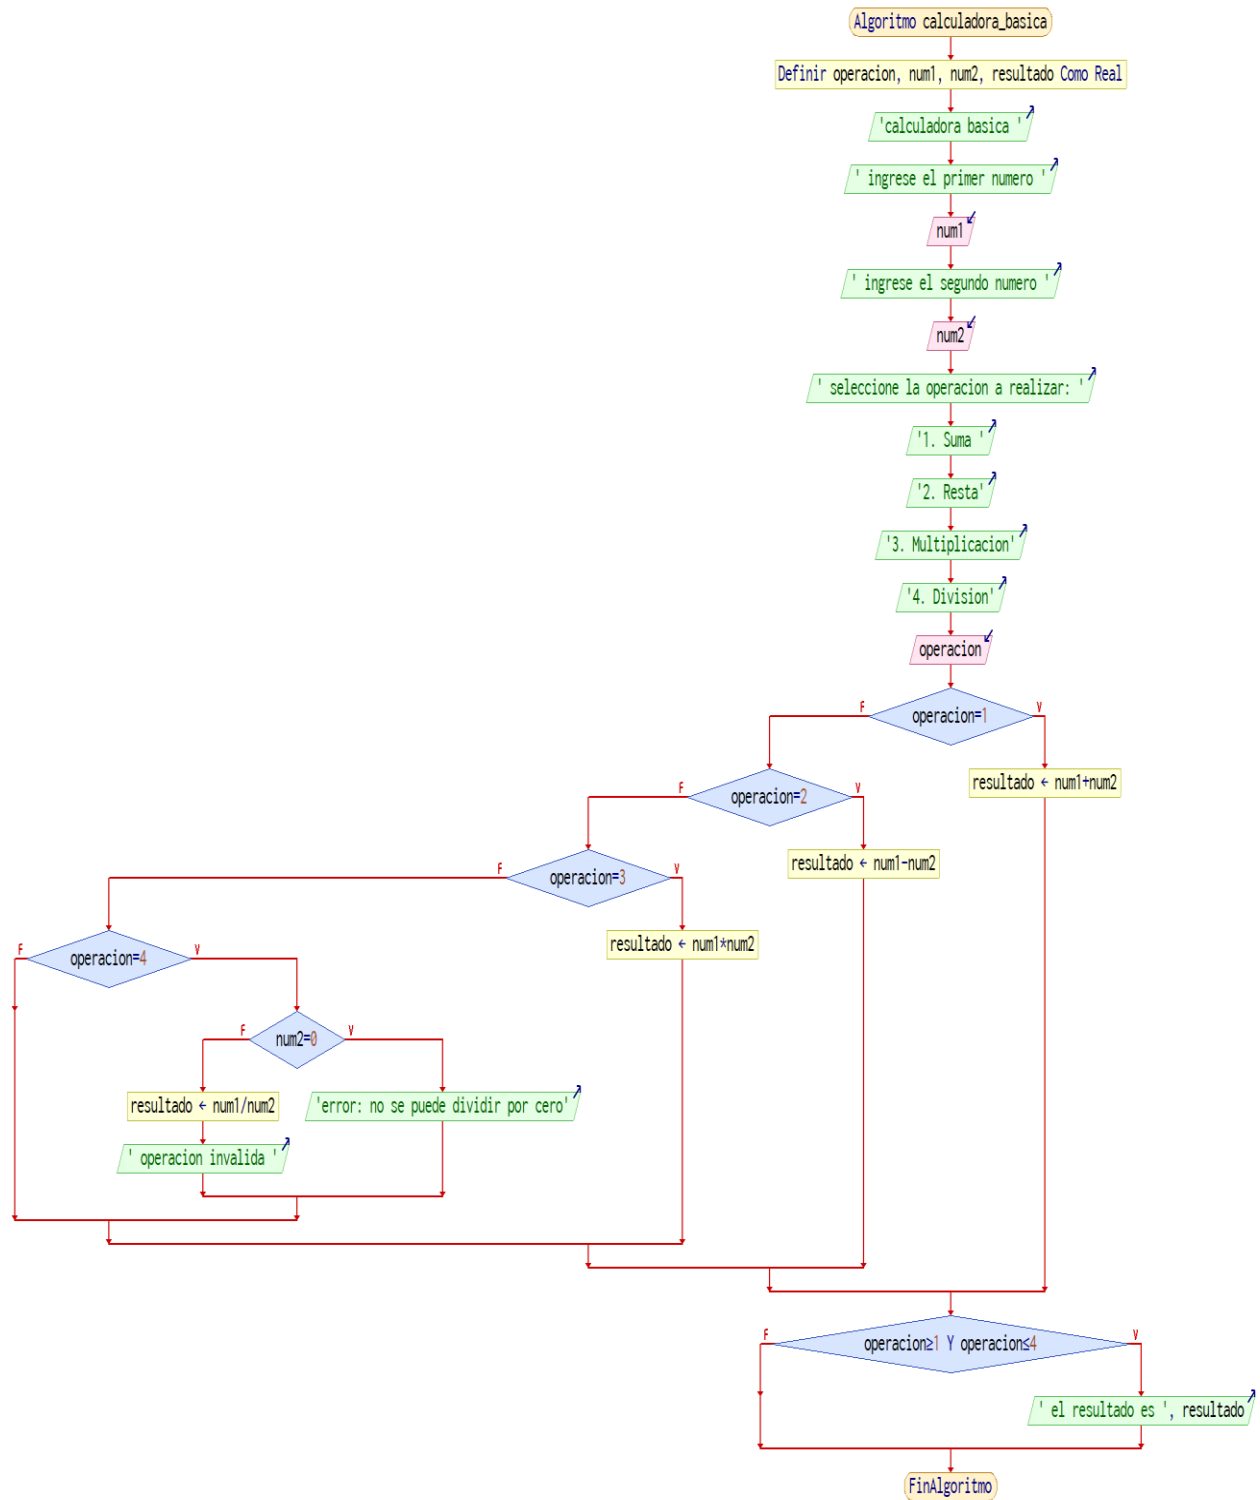 Algoritmo calculadora_basica
Definir operacion, num1, num2, resultado Como Real
'calculadora basica '
' ingrese el primer numero '
num1
' ingrese el segundo numero '
num2
' seleccione la operacion a realizar: '
'1. Suma '
'2. Resta'
'3. Multiplicacion'
'4. Division'
operacion
F
operacion=1
V
F
operacion=2
V
resultado ← num1+num2
F
operacion=3
V
resultado ← num1-num2
F
operacion=4
V
resultado ← num1*num2
F
num2=0
V
resultado ← num1/num2
'error: no se puede dividir por cero'
' operacion invalida '
F
operacion≥1 Y operacion≤4
V
' el resultado es ', resultado
FinAlgoritmo